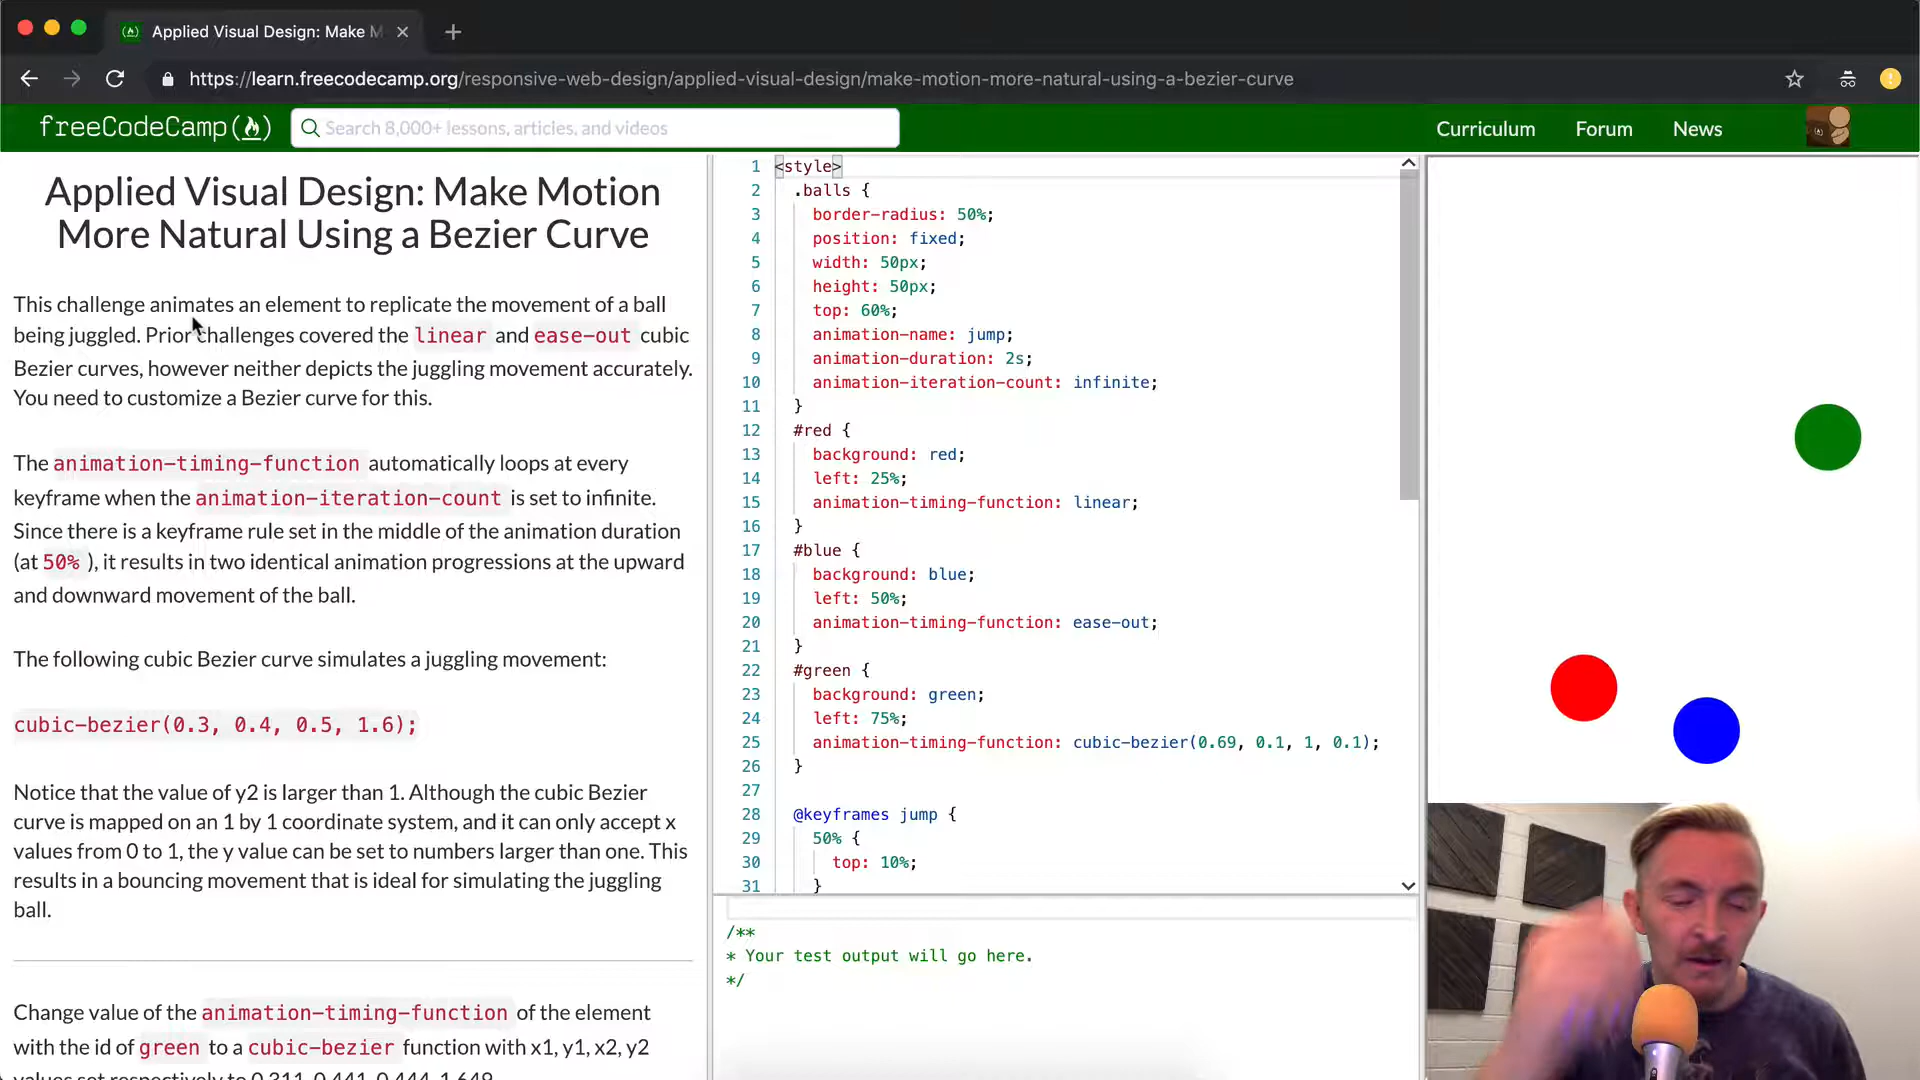 Applied Visual Design: Make M
https://learn.freecodecamp.org/responsive-web-design/applied-visual-design/make-motion-more-natural-using-a-bezier-curve
freeCodeCamp
Search 8,000+ lessons, articles, and videos
Curriculum
Forum
News
Applied Visual Design: Make Motion
More Natural Using a Bezier Curve
This challenge animates an element to replicate the movement of a ball
being juggled. Prior challenges covered the linear and ease-out cubic
Bezier curves, however neither depicts the juggling movement accurately.
You need to customize a Bezier curve for this.
The animation-timing-function automatically loops at every
keyframe when the animation-iteration-count is set to infinite.
Since there is a keyframe rule set in the middle of the animation duration
(at 50% ), it results in two identical animation progressions at the upward
and downward movement of the ball.
The following cubic Bezier curve simulates a juggling movement:
cubic-bezier(0.3, 0.4, 0.5, 1.6);
Notice that the value of y2 is larger than 1. Although the cubic Bezier
curve is mapped on an 1 by 1 coordinate system, and it can only accept x
values from 0 to 1, the y value can be set to numbers larger than one. This
results in a bouncing movement that is ideal for simulating the juggling
ball.
Change value of the animation-timing-function of the element
with the id of green to a cubic-bezier function with x1, y1, x2, y2
values set respectively to 0.311, 0.441, 0.444, 1.649.
1 <style>
2 .balls {
3 border-radius: 50%;
4 position: fixed;
5 width: 50px;
6 height: 50px;
7 top: 60%;
8 animation-name: jump;
9 animation-duration: 2s;
10 animation-iteration-count: infinite;
11 }
12 #red {
13 background: red;
14 left: 25%;
15 animation-timing-function: linear;
16 }
17 #blue {
18 background: blue;
19 left: 50%;
20 animation-timing-function: ease-out;
21 }
22 #green {
23 background: green;
24 left: 75%;
25 animation-timing-function: cubic-bezier(0.69, 0.1, 1, 0.1);
26 }
27
28 @keyframes jump {
29 50% {
30 top: 10%;
31 }
/**
* Your test output will go here.
*/